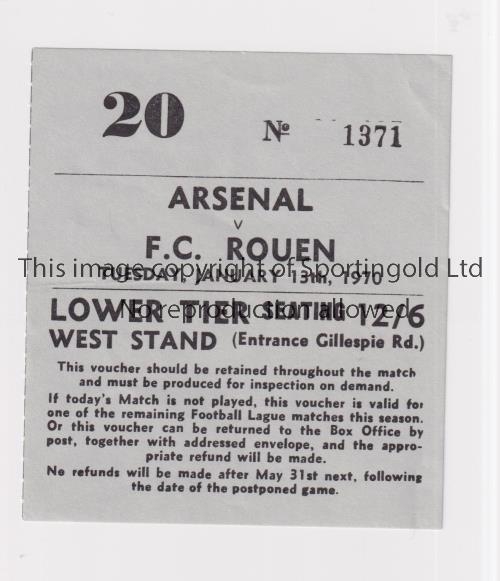 20
Nº 1371
ARSENAL
v
F.C. ROUEN
TUESDAY, JANUARY 13th, 1970
This image copyright of Sportingold Ltd
No reproduction allowed
LOWER TIER SEATING 12/6
WEST STAND (Entrance Gillespie Rd.)
This voucher should be retained throughout the match
and must be produced for inspection on demand.
If today's Match is not played, this voucher is valid for
one of the remaining Football League matches this season.
Or this voucher can be returned to the Box Office by
post, together with addressed envelope, and the appro-
priate refund will be made.
No refunds will be made after May 31st next, following
the date of the postponed game.